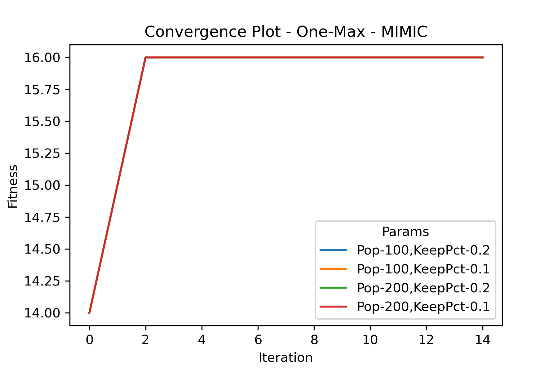 Convergence Plot - One-Max - MIMIC
16.00
15.75
15.50
15.25
15.00
14.75
14.50
14.25
14.00
Fitness
Params
Pop-100,KeepPct-0.2
Pop-100,KeepPct-0.1
Pop-200,KeepPct-0.2
Pop-200,KeepPct-0.1
0 2 4 6 8 10 12 14
Iteration